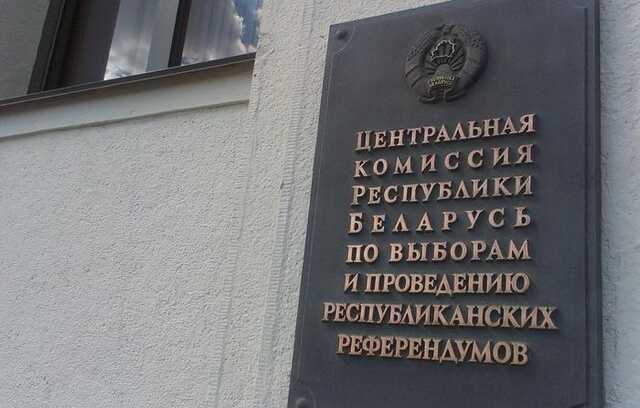 ЦЕНТРАЛЬНАЯ
КОМИССИЯ
РЕСПУБЛИКИ
БЕЛАРУСЬ
ПО ВЫБОРАМ
И ПРОВЕДЕНИЮ
РЕСПУБЛИКАНСКИХ
РЕФЕРЕНДУМОВ